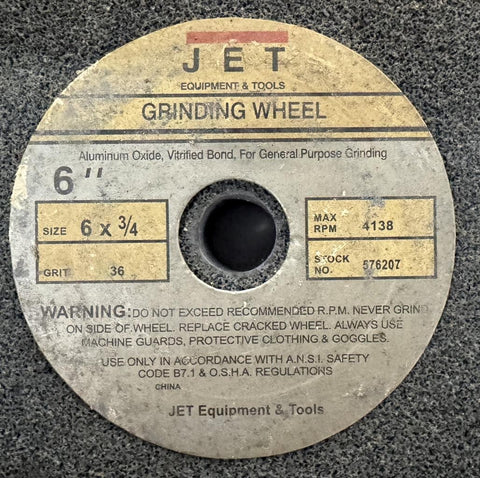 JET
EQUIPMENT & TOOLS
GRINDING WHEEL
Aluminum Oxide, Vitrified Bond, For General Purpose Grinding
6"
SIZE 6 x 3/4
GRIT 36
MAX RPM 4138
STOCK NO. 576207
WARNING: DO NOT EXCEED RECOMMENDED R.P.M. NEVER GRIND
ON SIDE OF WHEEL. REPLACE CRACKED WHEEL. ALWAYS USE
MACHINE GUARDS, PROTECTIVE CLOTHING & GOGGLES.
USE ONLY IN ACCORDANCE WITH A.N.S.I. SAFETY
CODE B7.1 & O.S.H.A. REGULATIONS
CHINA
JET Equipment & Tools